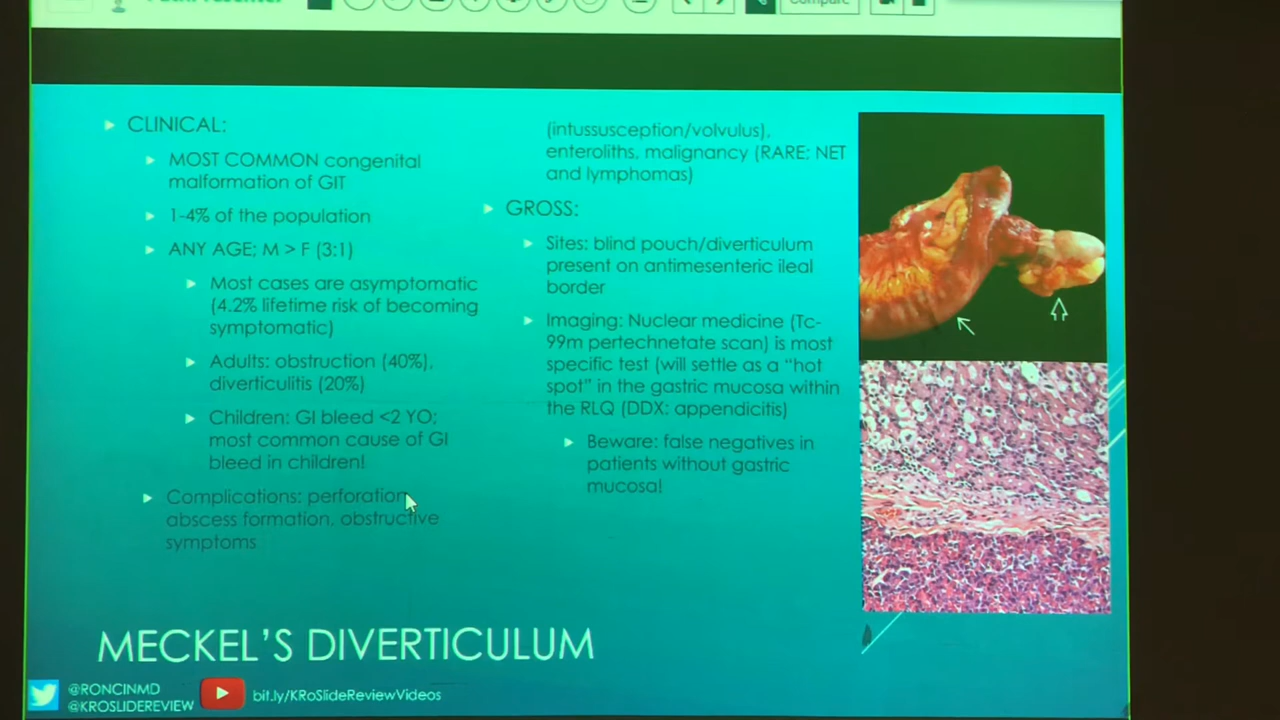 Compare
CLINICAL:
MOST COMMON congenital
malformation of GIT
1-4% of the population
ANY AGE; M > F (3:1)
Most cases are asymptomatic
(4.2% lifetime risk of becoming
symptomatic)
Adults: obstruction (40%),
diverticulitis (20%)
Children: GI bleed <2 YO;
most common cause of GI
bleed in children!
Complications: perforation,
abscess formation, obstructive
symptoms
(intussusception/volvulus),
enteroliths, malignancy (RARE; NET
and lymphomas)
GROSS:
Sites: blind pouch/diverticulum
present on antimesenteric ileal
border
Imaging: Nuclear medicine (Tc-
99m pertechnetate scan) is most
specific test (will settle as a “hot
spot” in the gastric mucosa within
the RLQ (DDX: appendicitis)
Beware: false negatives in
patients without gastric
mucosa!
MECKEL’S DIVERTICULUM
@RONCINMD
@KROSLIDEREVIEW
bit.ly/KRoSlideReviewVideos